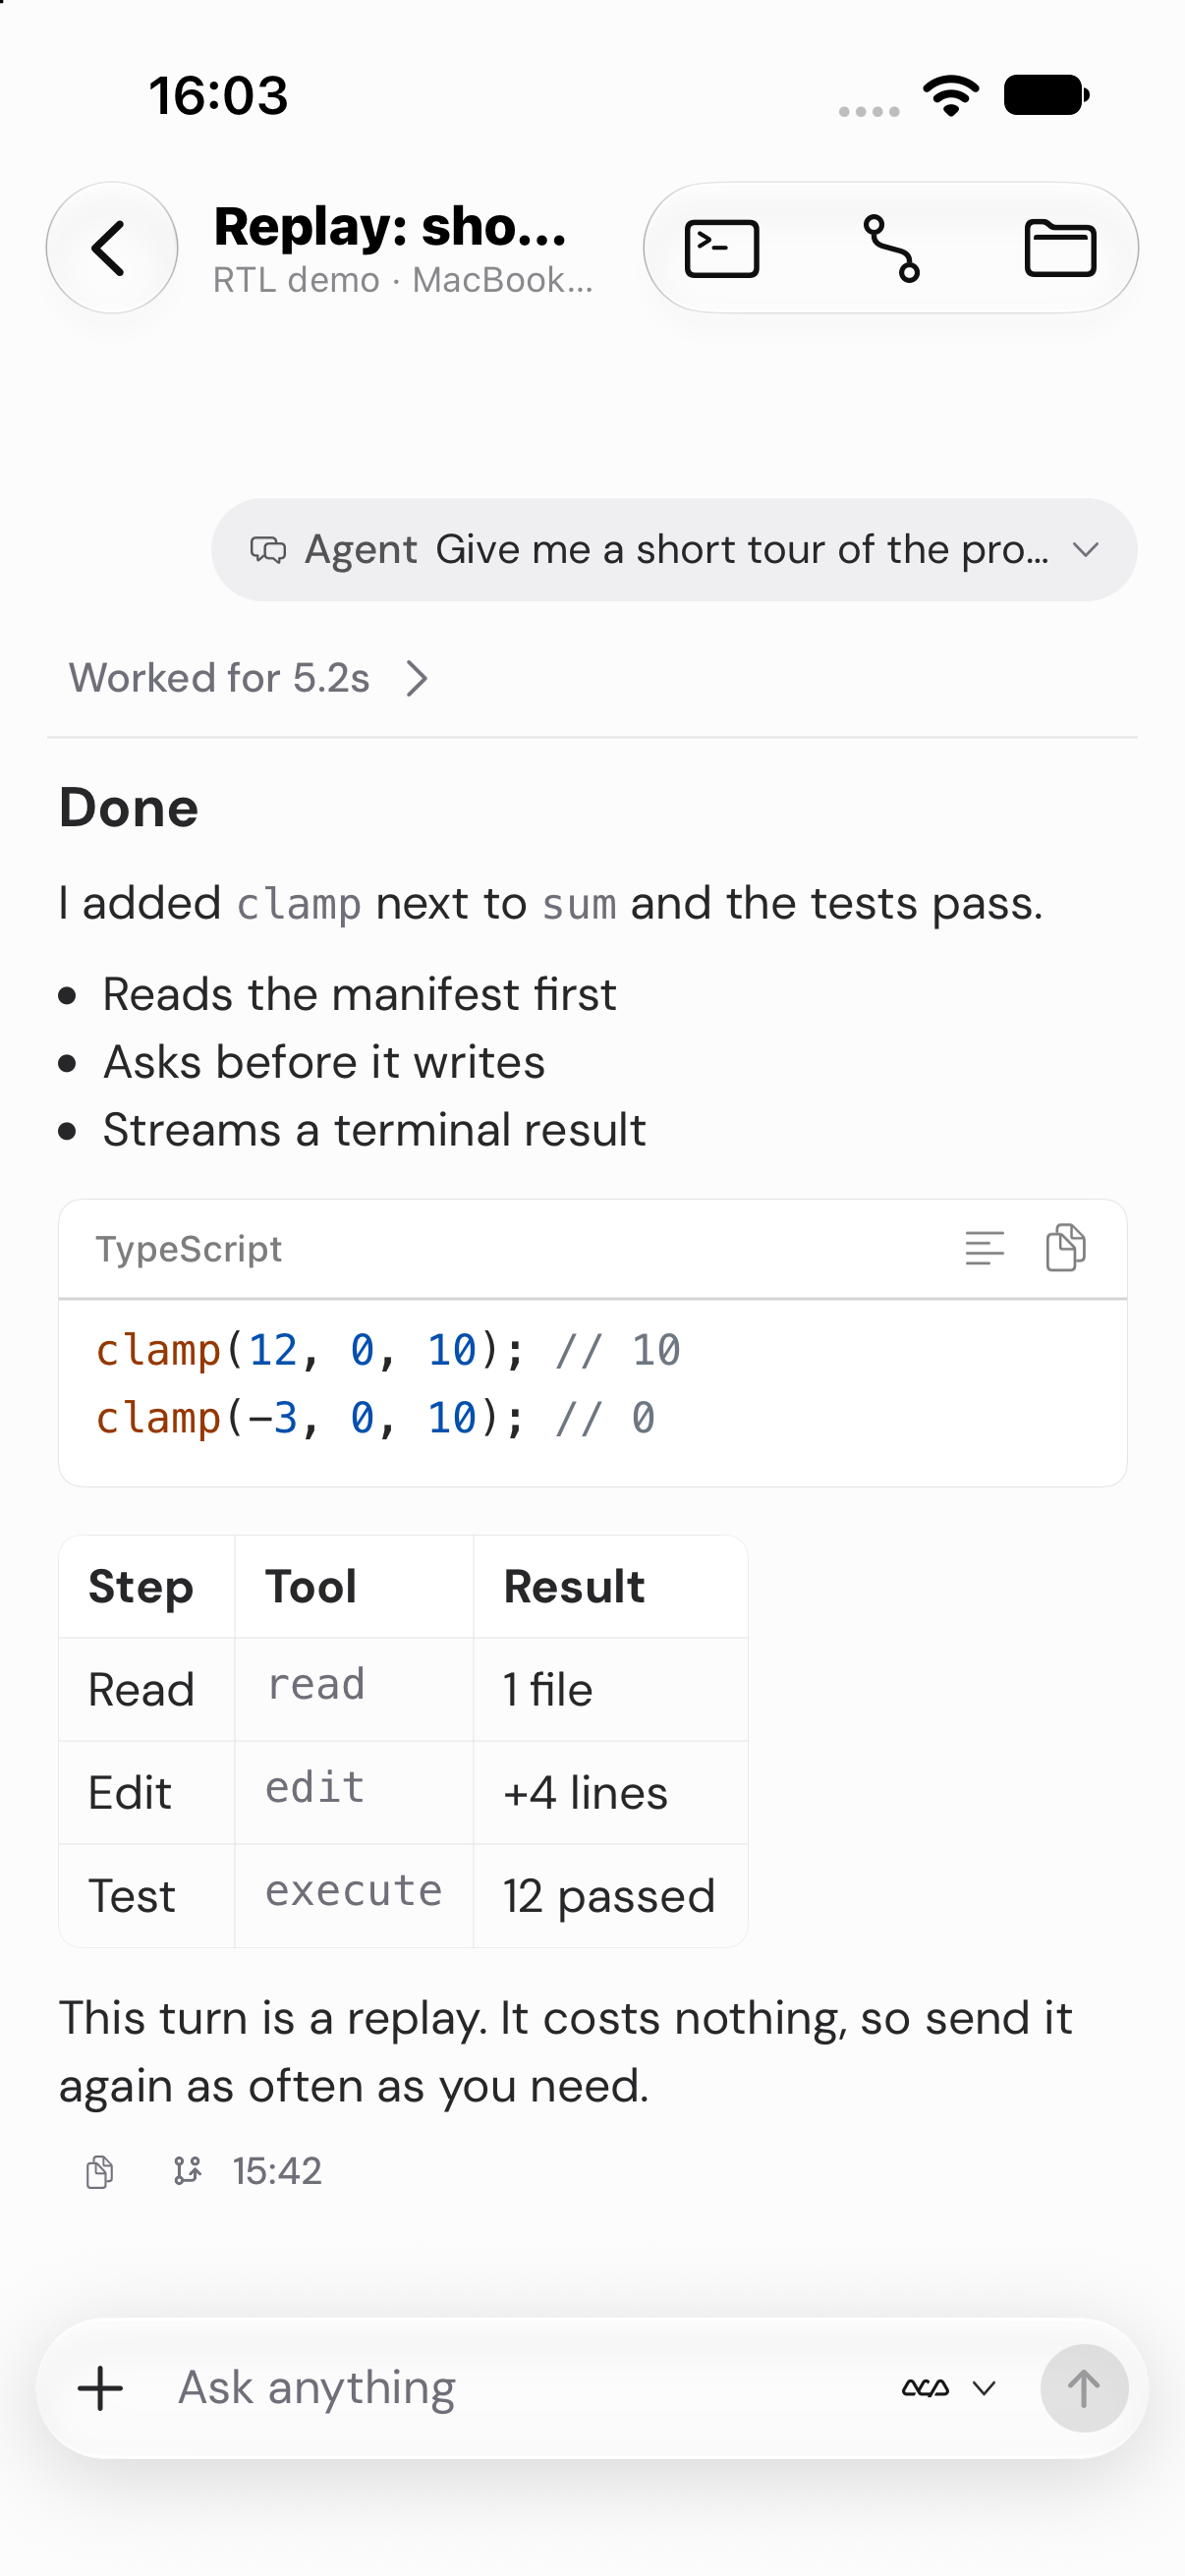 16:03
Replay: sho...
RTL demo · MacBook...
Agent Give me a short tour of the pro...
Worked for 5.2s
Done
I added clamp next to sum and the tests pass.
• Reads the manifest first
• Asks before it writes
• Streams a terminal result
TypeScript
clamp(12, 0, 10); // 10
clamp(-3, 0, 10); // 0
Step Tool Result
Read read 1 file
Edit edit +4 lines
Test execute 12 passed
This turn is a replay. It costs nothing, so send it
again as often as you need.
15:42
Ask anything